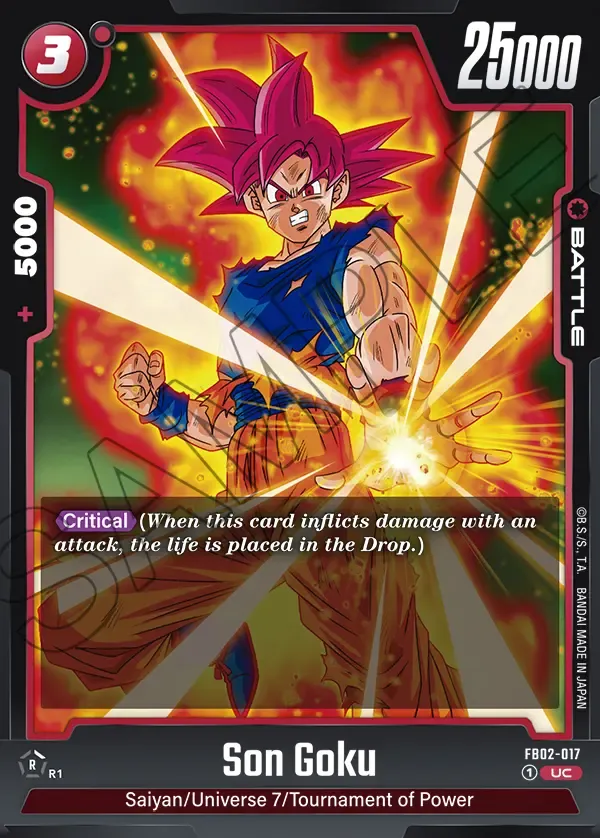 3
25000
+ 5000
BATTLE
SAMPLE
Critical (When this card inflicts damage with an
attack, the life is placed in the Drop.)
©B.S./S., T.A. BANDAI MADE IN JAPAN
Son Goku
FB02-017
R
R1
1 UC
Saiyan/Universe 7/Tournament of Power